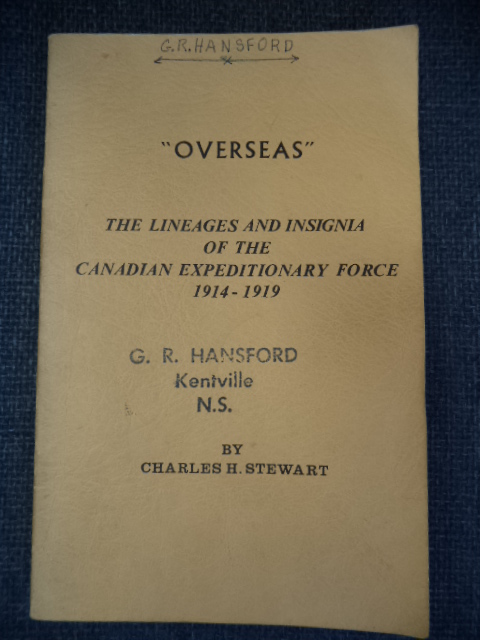 G.R.HANSFORD
"OVERSEAS"
THE LINEAGES AND INSIGNIA
OF THE
CANADIAN EXPEDITIONARY FORCE
1914-1919
G. R. HANSFORD
Kentville
N.S.
BY
CHARLES H. STEWART